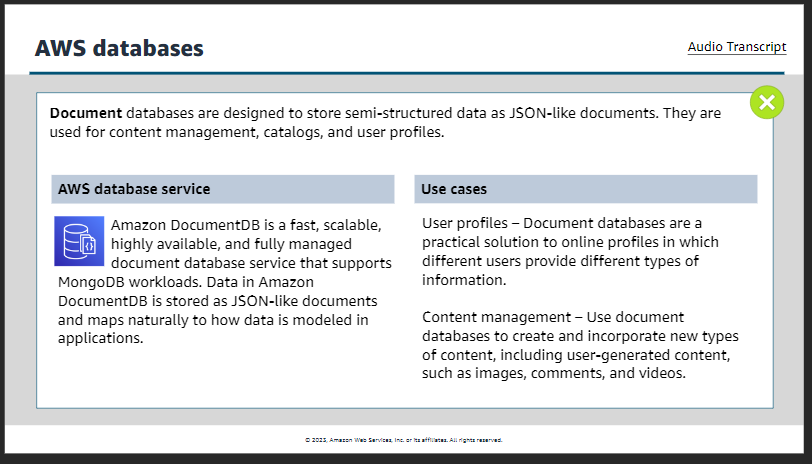 AWS databases
Audio Transcript
Document databases are designed to store semi-structured data as JSON-like documents. They are
used for content management, catalogs, and user profiles.
AWS database service
Amazon DocumentDB is a fast, scalable,
highly available, and fully managed
document database service that supports
MongoDB workloads. Data in Amazon
DocumentDB is stored as JSON-like documents
and maps naturally to how data is modeled in
applications.
Use cases
User profiles – Document databases are a
practical solution to online profiles in which
different users provide different types of
information.
Content management – Use document
databases to create and incorporate new types
of content, including user-generated content,
such as images, comments, and videos.
© 2023, Amazon Web Services, Inc. or its affiliates. All rights reserved.